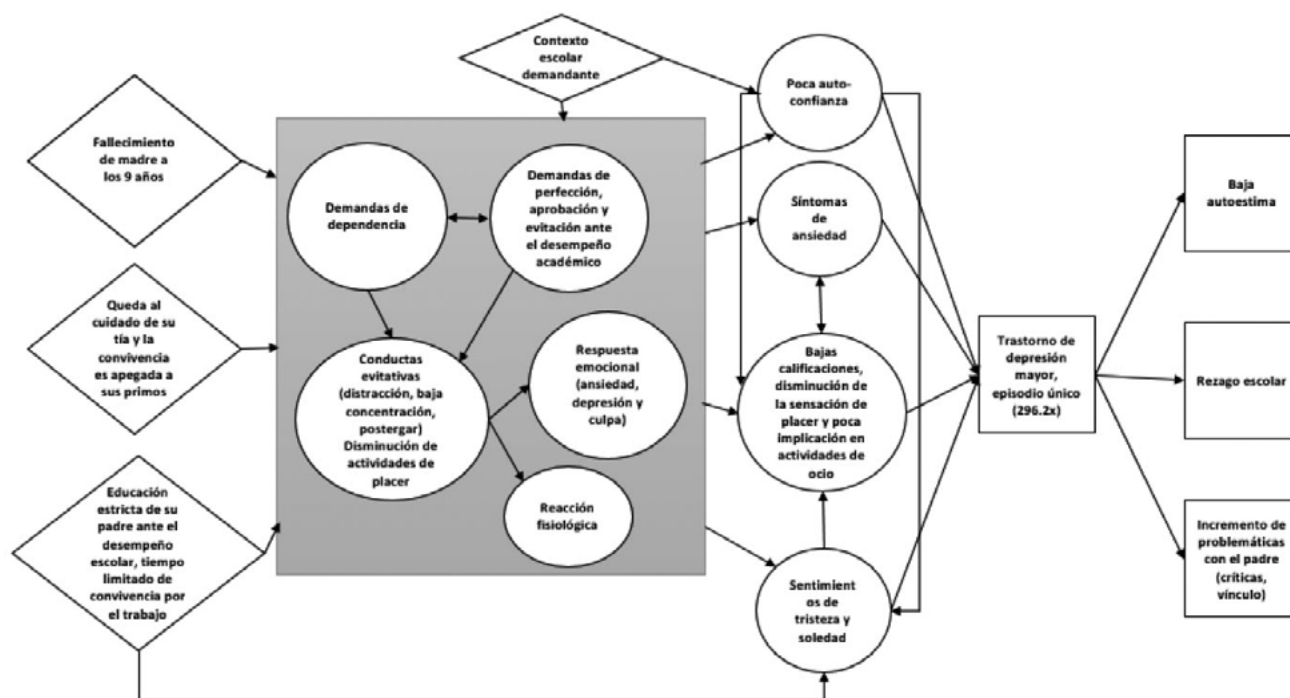 Contexto
escolar
demandante
Fallecimiento
de madre a
los 9 años
Queda al
cuidado de su
tía y la
convivencia
es apegada a
sus primos
Educación
estricta de su
padre ante el
desempeño
escolar, tiempo
limitado de
convivencia por
el trabajo
Demandas de
dependencia
Demandas de
perfección,
aprobación y
evitación ante
el desempeño
académico
Conductas
evitativas
(distracción, baja
concentración,
postergar)
Disminución de
actividades de
placer
Respuesta
emocional
(ansiedad,
depresión y
culpa)
Reacción
fisiológica
Poca auto-
confianza
Síntomas
de
ansiedad
Bajas
calificaciones,
disminución de
la sensación de
placer y poca
implicación en
actividades de
ocio
Sentimient
os de
tristeza y
soledad
Trastorno de
depresión
mayor,
episodio único
(296.2x)
Baja
autoestima
Rezago escolar
Incremento de
problemáticas
con el padre
(críticas,
vínculo)